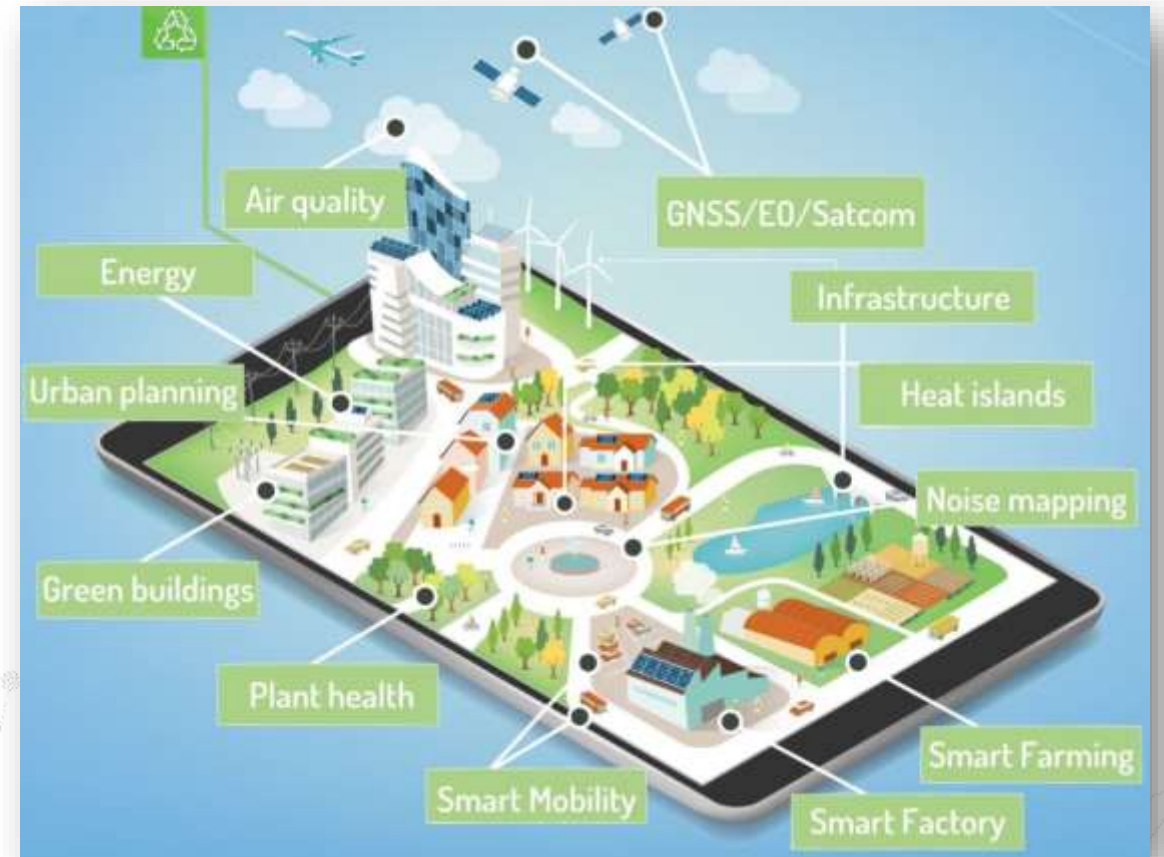 Air quality
GNSS/EO/Satcom
Energy
Infrastructure
Urban planning
Heat islands
Noise mapping
Green buildings
Plant health
Smart Farming
Smart Mobility
Smart Factory